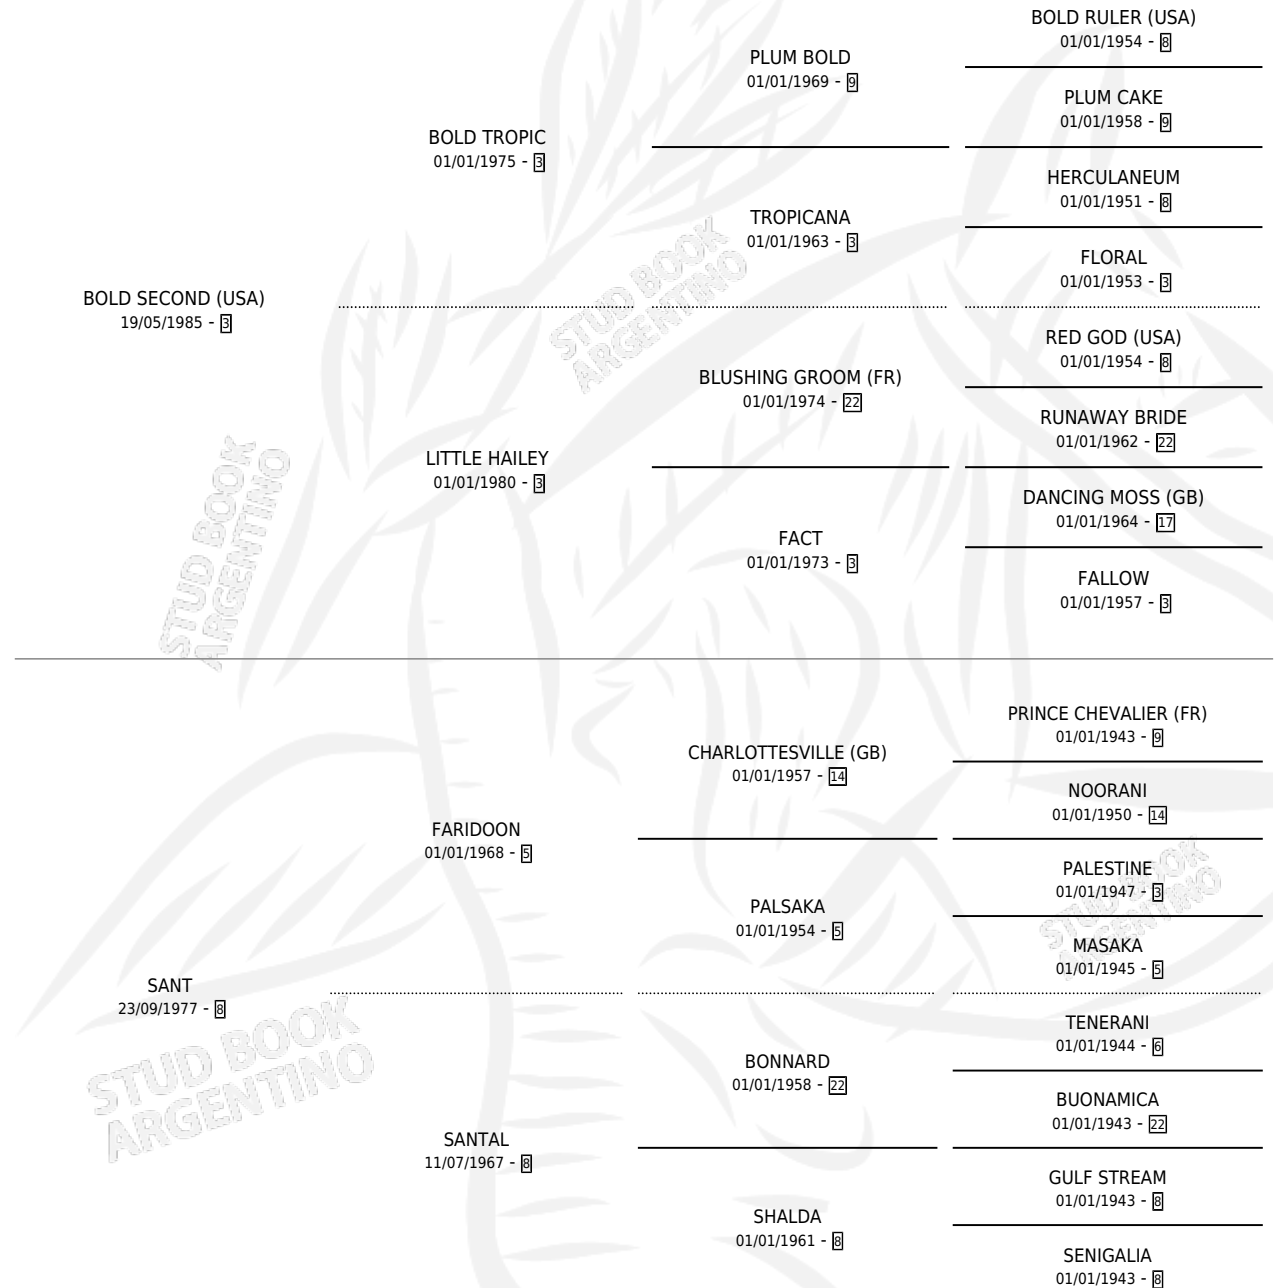 BOLD RULER (USA)
01/01/1954 - 8
PLUM BOLD
01/01/1969 - 9
PLUM CAKE
01/01/1958 - 9
BOLD TROPIC
01/01/1975 - 3
HERCULANEUM
01/01/1951 - 8
TROPICANA
01/01/1963 - 3
FLORAL
01/01/1953 - 3
BOLD SECOND (USA)
19/05/1985 - 3
RED GOD (USA)
01/01/1954 - 8
BLUSHING GROOM (FR)
01/01/1974 - 22
RUNAWAY BRIDE
01/01/1962 - 22
LITTLE HAILEY
01/01/1980 - 3
DANCING MOSS (GB)
01/01/1964 - 17
FACT
01/01/1973 - 3
FALLOW
01/01/1957 - 3
STUD BOOK
ARGENTINO
STUD BOOK
ARGENTINO
PRINCE CHEVALIER (FR)
01/01/1943 - 9
CHARLOTTESVILLE (GB)
01/01/1957 - 14
NOORANI
01/01/1950 - 14
FARIDOON
01/01/1968 - 5
PALESTINE
01/01/1947 - 3
PALSAKA
01/01/1954 - 5
MASAKA
01/01/1945 - 5
SANT
23/09/1977 - 8
TENERANI
01/01/1944 - 6
BONNARD
01/01/1958 - 22
BUONAMICA
01/01/1943 - 22
SANTAL
11/07/1967 - 8
GULF STREAM
01/01/1943 - 8
SHALDA
01/01/1961 - 8
SENIGALIA
01/01/1943 - 8
STUD BOOK
ARGENTINO
STUD BOOK
ARGENTINO